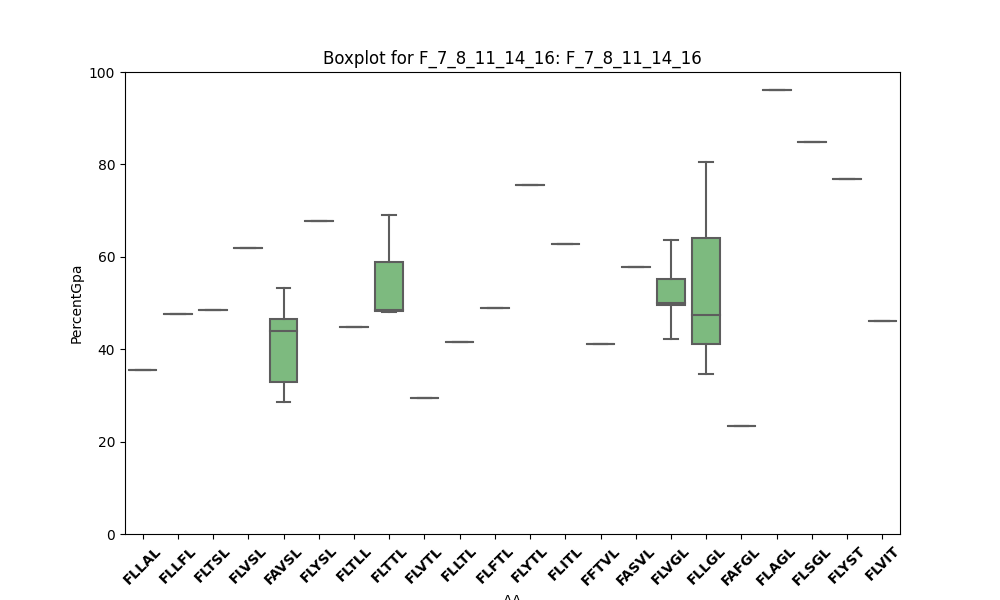 Boxplot for F_7_8_11_14_16: F_7_8_11_14_16
100
80
60
40
20
0
PercentGpa
FLLAL
FLLFL
FLTSL
FLVSL
FAVSL
FLYSL
FLTLL
FLTTL
FLVTL
FLLTL
FLFTL
FLYTL
FLITL
FFTVL
FASVL
FLVGL
FLLGL
FAFGL
FLAGL
FLSGL
FLYST
FLVIT
AA